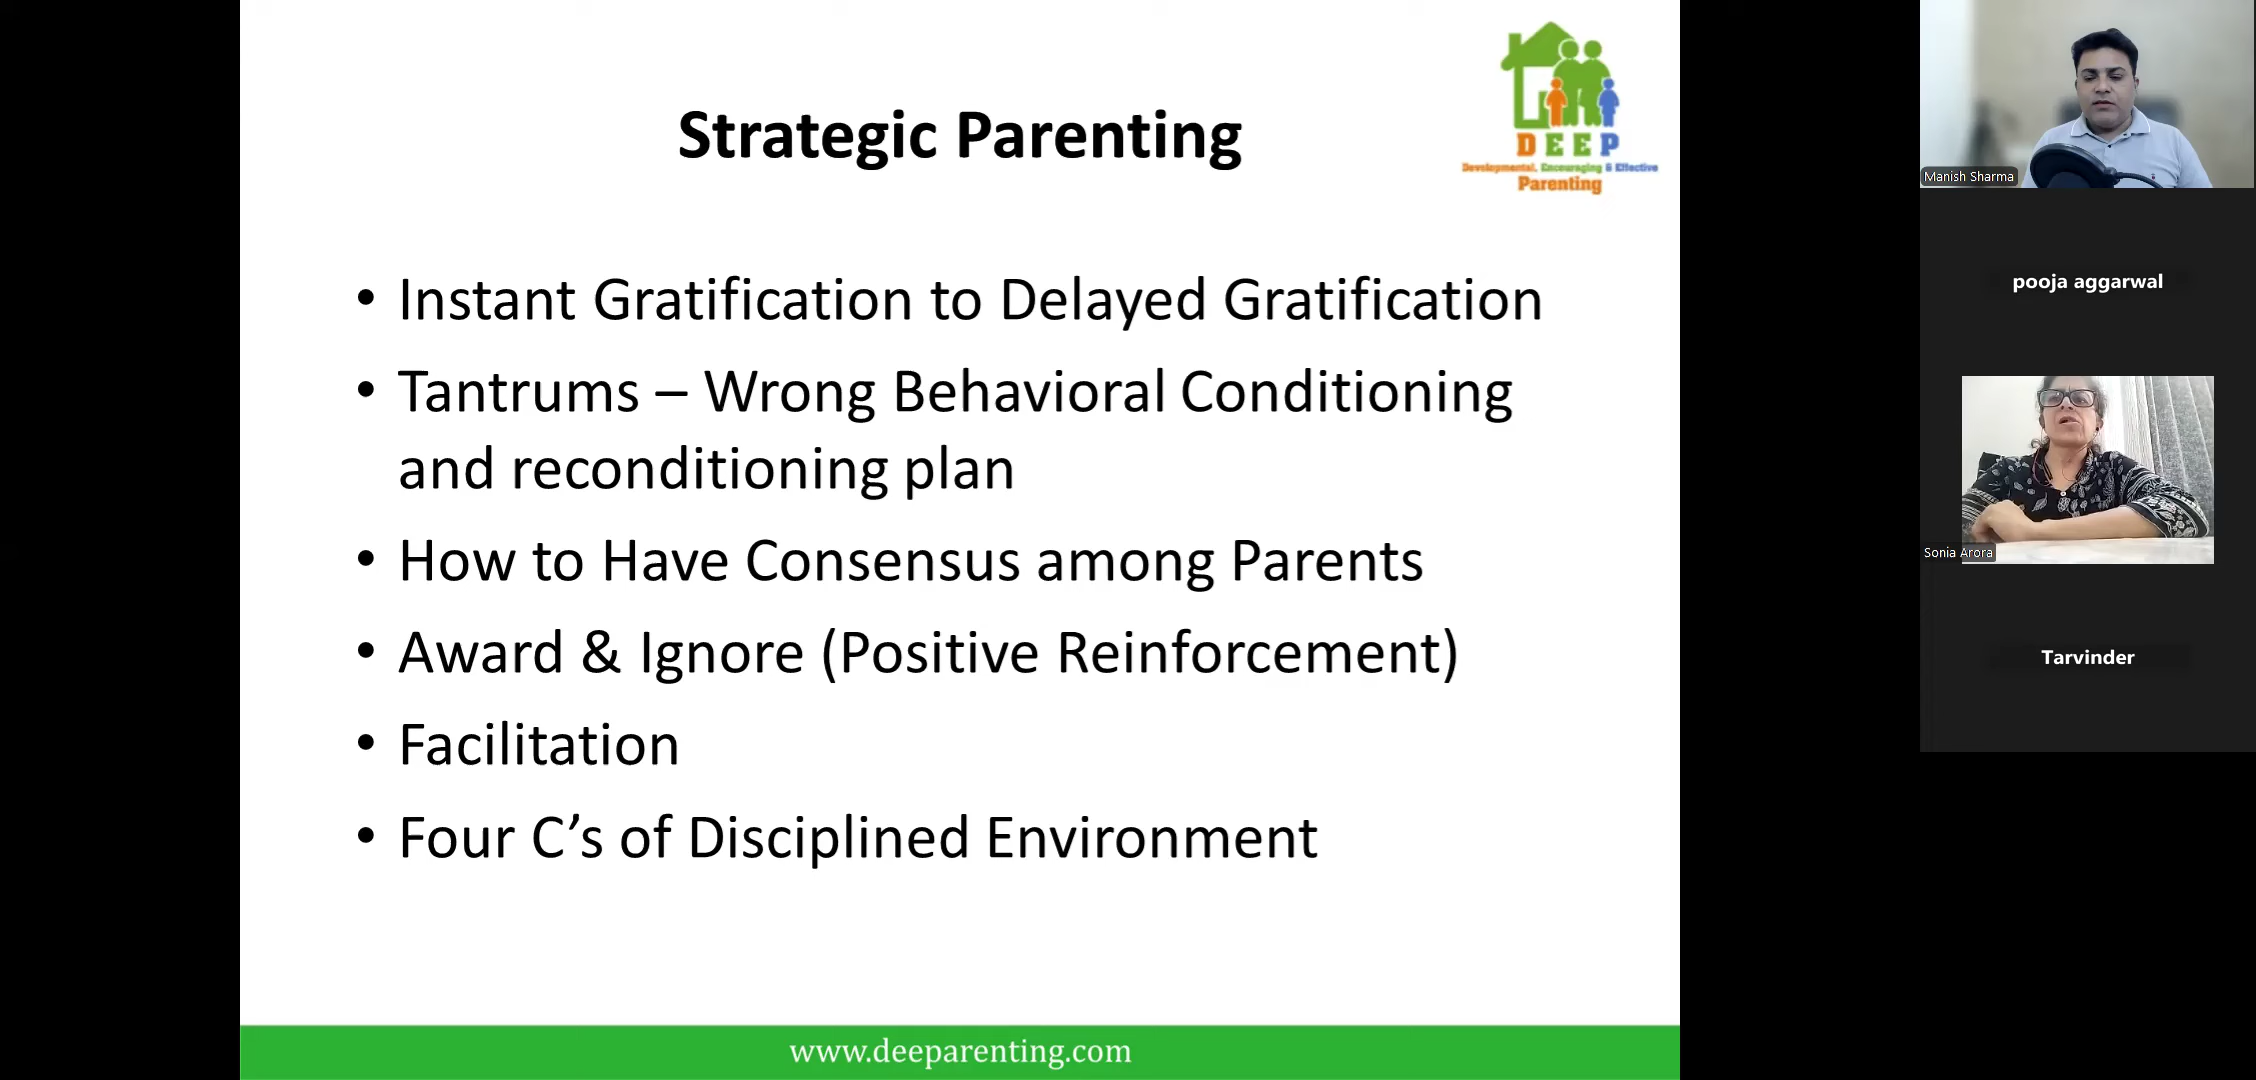 Strategic Parenting
DEEP
Developmental, Encouraging & Effective
Parenting
• Instant Gratification to Delayed Gratification
• Tantrums – Wrong Behavioral Conditioning
and reconditioning plan
• How to Have Consensus among Parents
• Award & Ignore (Positive Reinforcement)
• Facilitation
• Four C’s of Disciplined Environment
www.deeparenting.com
Manish Sharma
pooja aggarwal
Sonia Arora
Tarvinder